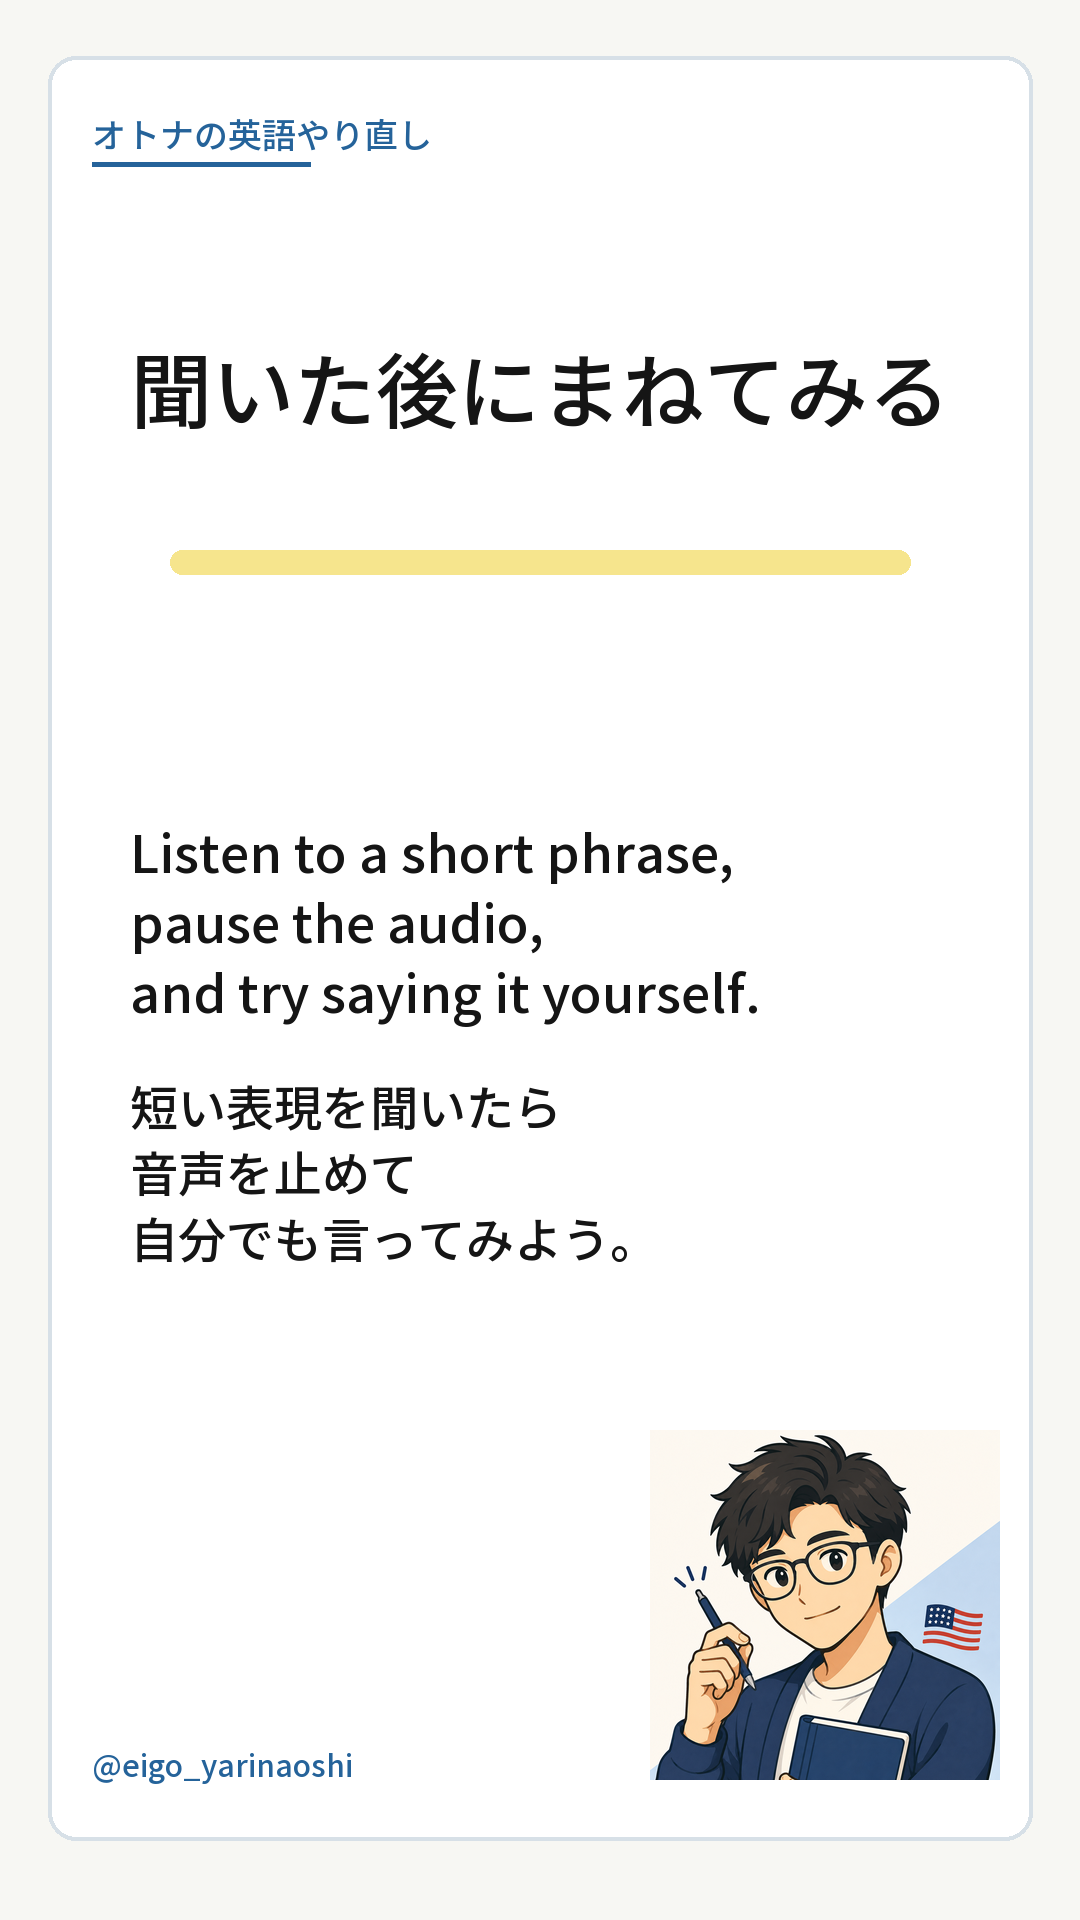 オトナの英語やり直し
聞いた後にまねてみる
Listen to a short phrase,
pause the audio,
and try saying it yourself.
短い表現を聞いたら
音声を止めて
自分でも言ってみよう。
@eigo_yarinaoshi